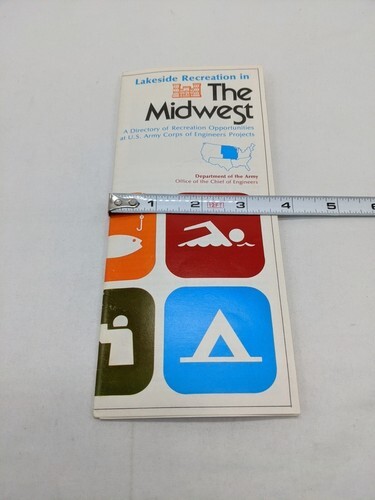 Lakeside Recreation in
The
Midwest
A Directory of Recreation Opportunities
at U.S. Army Corps of Engineers Projects
Department of the Army
Office of the Chief of Engineers
1 2 3 4 5 6